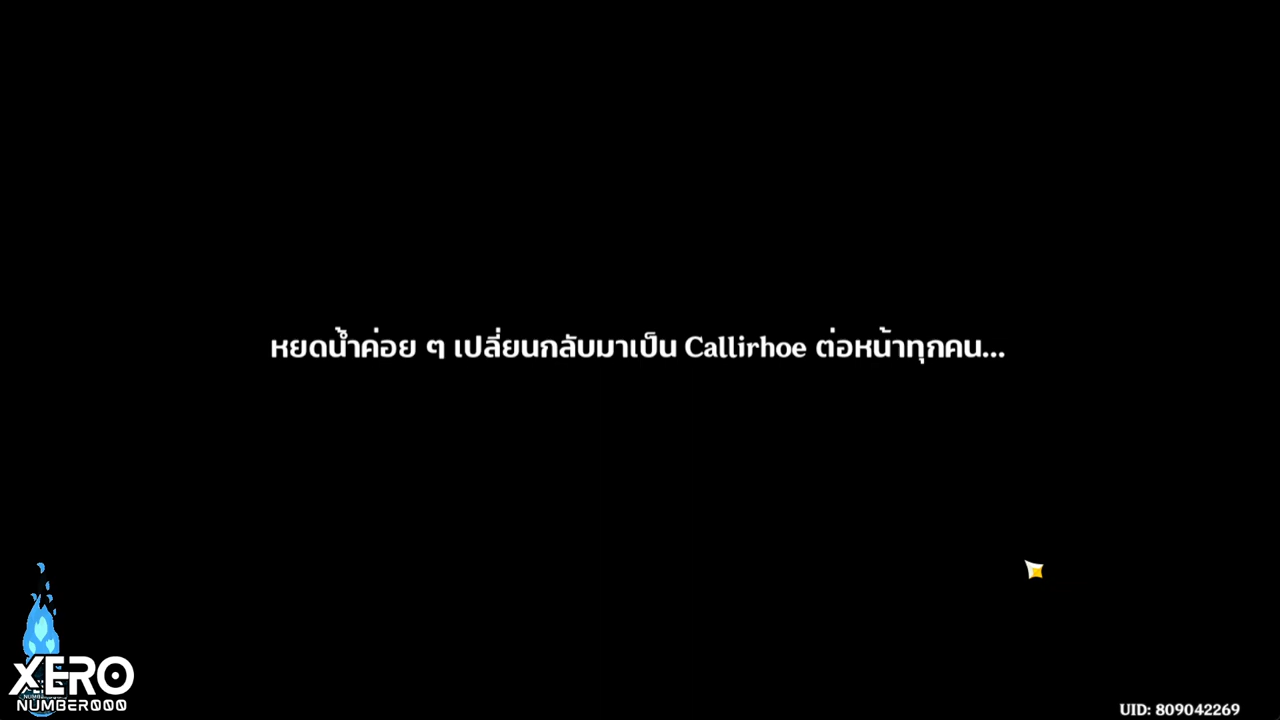 หยดน้ำค่อย ๆ เปลี่ยนกลับมาเป็น Callirhoe ต่อหน้าทุกคน...
XERO
NUMBER000
UID: 809042269